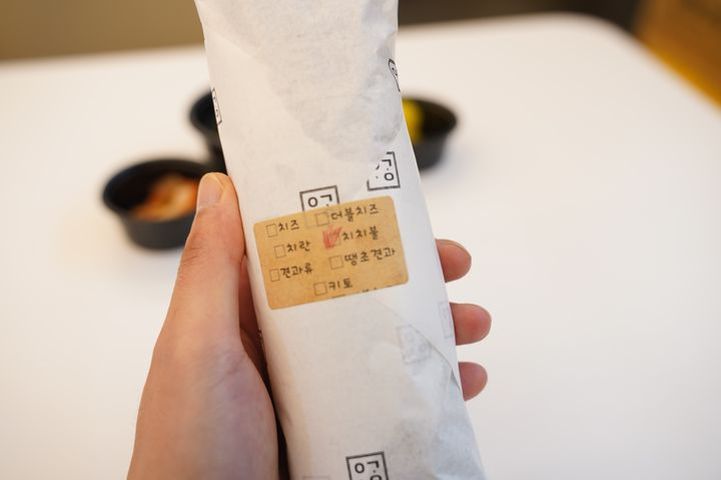 □치즈 □더블치즈
□치란 □치치불
□견과류 □땡초견과
□키토